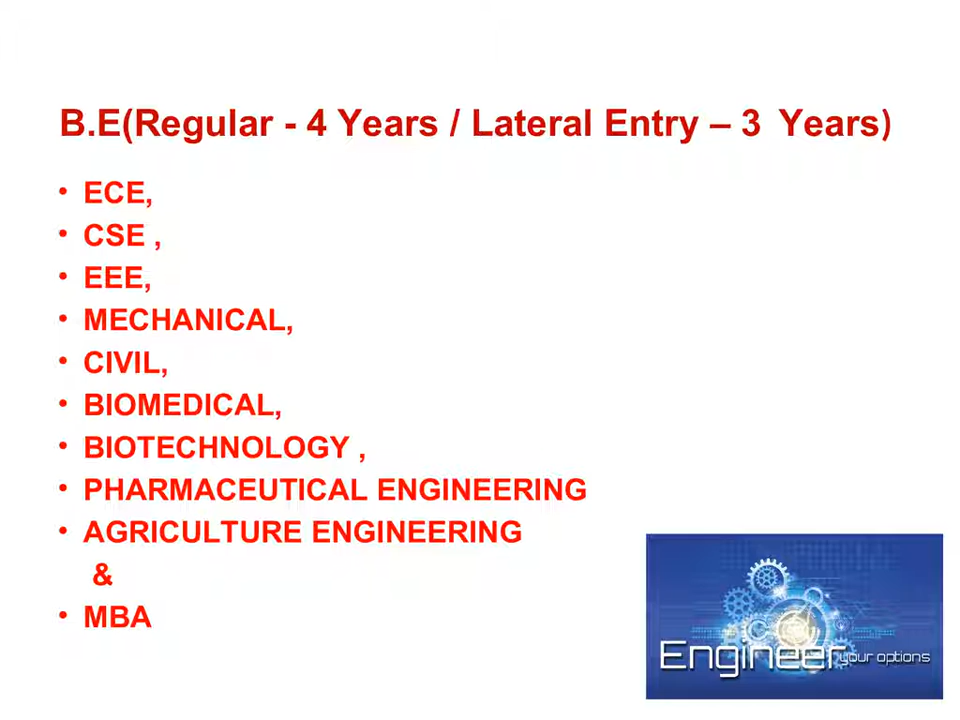 B.E(Regular - 4 Years / Lateral Entry – 3 Years)
• ECE,
• CSE ,
• EEE,
• MECHANICAL,
• CIVIL,
• BIOMEDICAL,
• BIOTECHNOLOGY ,
• PHARMACEUTICAL ENGINEERING
• AGRICULTURE ENGINEERING
&
• MBA
Engineer your options